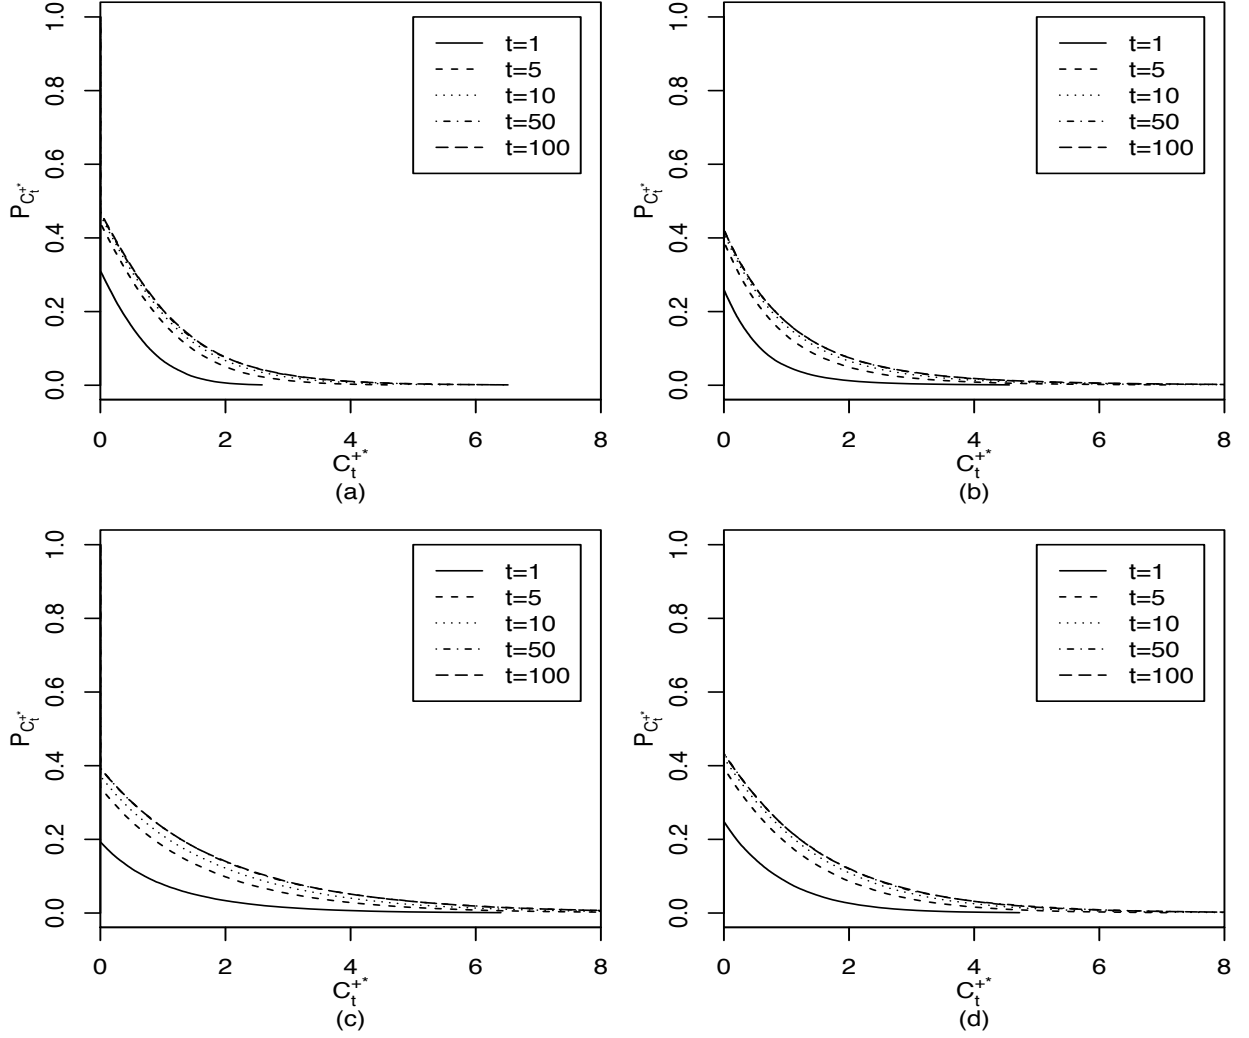 1.0
0.8
0.6
0.4
0.2
0.0
P_{C_t^{+*}}
t=1
t=5
t=10
t=50
t=100
0 2 4 6 8
C_t^{+*}
(a)
1.0
0.8
0.6
0.4
0.2
0.0
P_{C_t^{+*}}
t=1
t=5
t=10
t=50
t=100
0 2 4 6 8
C_t^{+*}
(b)
1.0
0.8
0.6
0.4
0.2
0.0
P_{C_t^{+*}}
t=1
t=5
t=10
t=50
t=100
0 2 4 6 8
C_t^{+*}
(c)
1.0
0.8
0.6
0.4
0.2
0.0
P_{C_t^{+*}}
t=1
t=5
t=10
t=50
t=100
0 2 4 6 8
C_t^{+*}
(d)